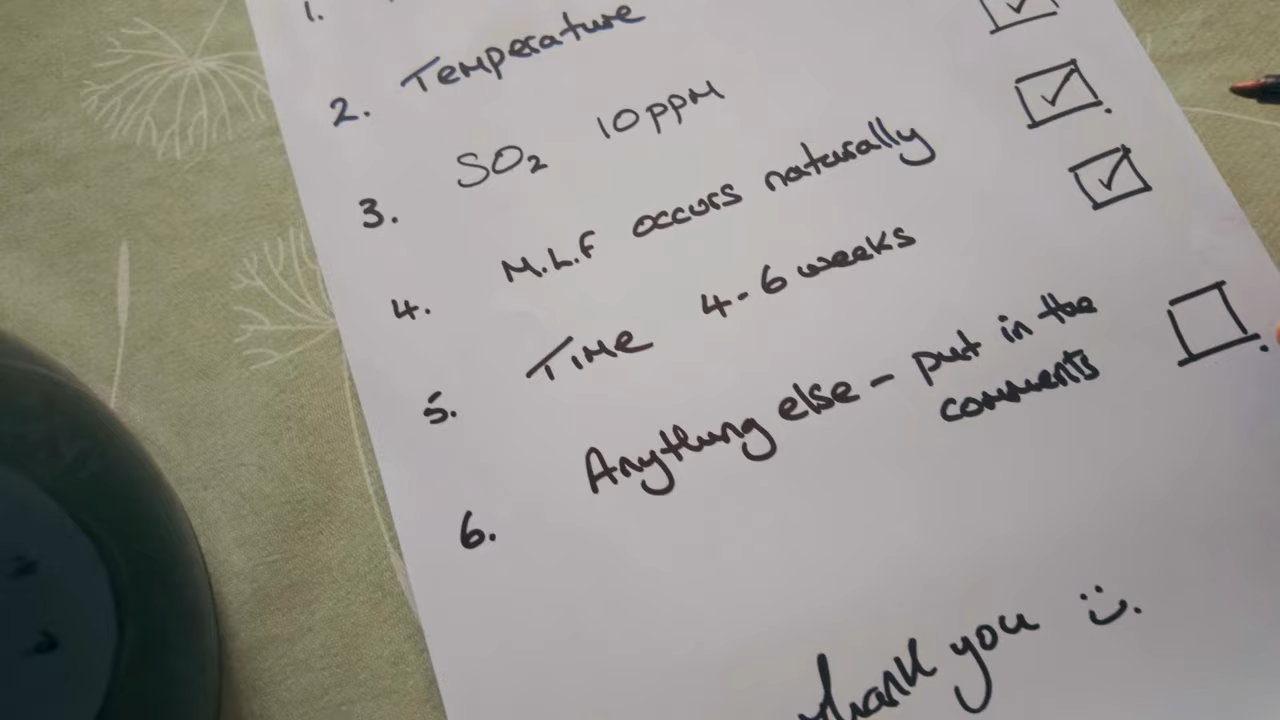 1.
2. Temperature
3. SO₂ 10ppm
4. M.L.F occurs naturally
5. Time 4-6 weeks
6. Anything else - put in the
comments
Thank you :).